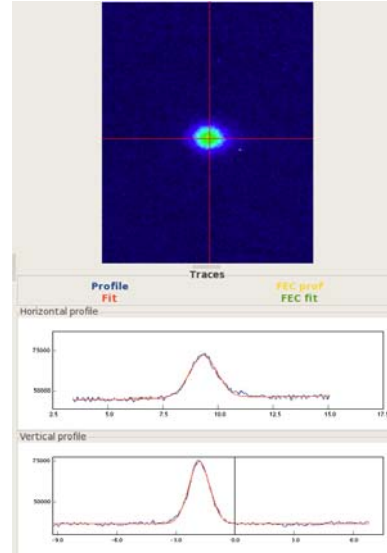 Traces
Profile FEC prof
Fit FEC fit
Horizontal profile
75000
50000
2.5 5.0 7.5 10.0 12.5 15.0 17.5
Vertical profile
75000
50000
-9.0 -6.0 -3.0 -0.0 3.0 6.0